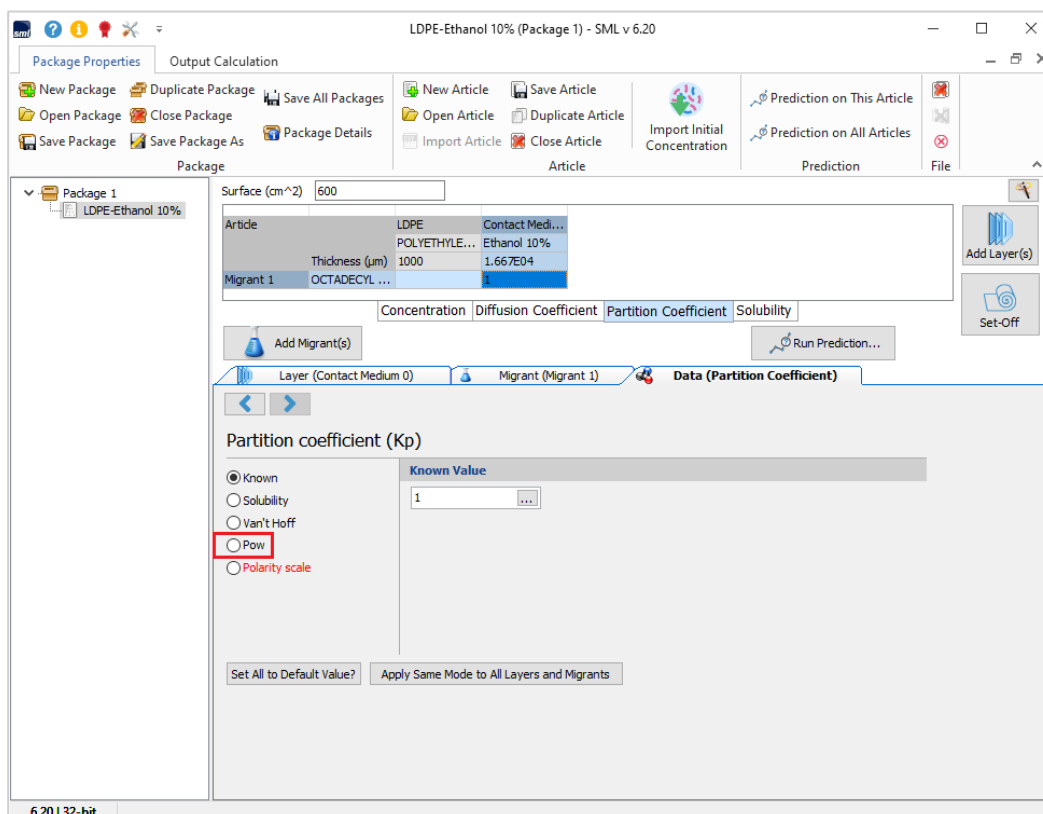 sml LDPE-Ethanol 10% (Package 1) - SML v 6.20
Package Properties Output Calculation
New Package Duplicate Package Save All Packages New Article Save Article Prediction on This Article
Open Package Close Package Open Article Duplicate Article Import Initial
Save Package Save Package As Package Details Import Article Close Article Concentration Prediction on All Articles
Package Article Prediction File
Package 1
LDPE-Ethanol 10%
Surface (cm^2) 600
Article LDPE Contact Medi...
POLYETHYLE... Ethanol 10%
Thickness (µm) 1000 1.667E04
Migrant 1 OCTADECYL ... 1
Add Layer(s)
Set-Off
Concentration Diffusion Coefficient Partition Coefficient Solubility
Add Migrant(s) Run Prediction...
Layer (Contact Medium 0) Migrant (Migrant 1) Data (Partition Coefficient)
Partition coefficient (Kp)
Known
Solubility
Van't Hoff
Pow
Polarity scale
Known Value
1 ...
Set All to Default Value? Apply Same Mode to All Layers and Migrants
6.20 | 32-bit